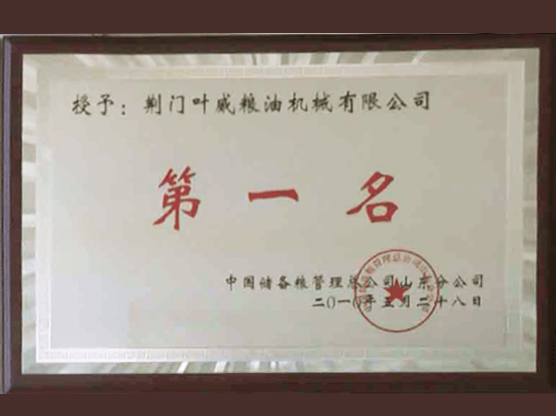 授予：荆门叶威粮油机械有限公司
第一名
中国储备粮管理总公司山东分公司
二〇一〇年五月二十八日